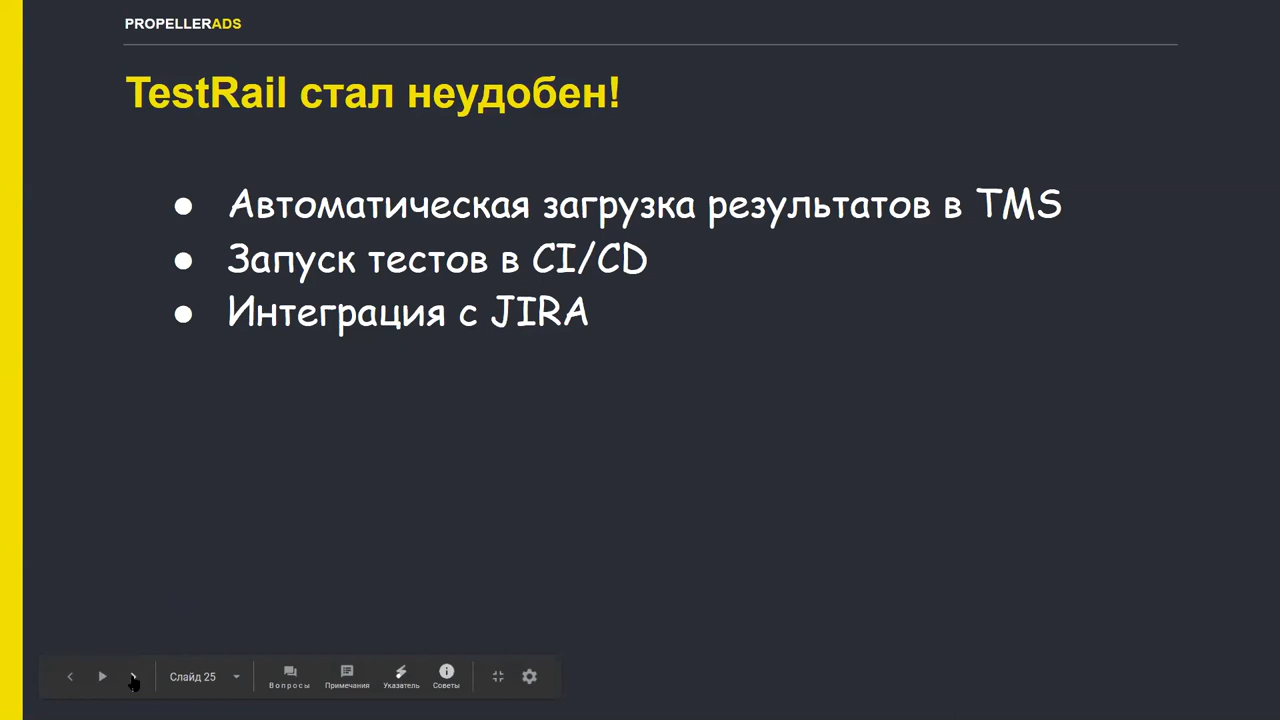 PROPELLERADS
TestRail стал неудобен!
● Автоматическая загрузка результатов в TMS
● Запуск тестов в CI/CD
● Интеграция с JIRA
Слайд 25
Вопросы
Примечания
Указатель
Советы